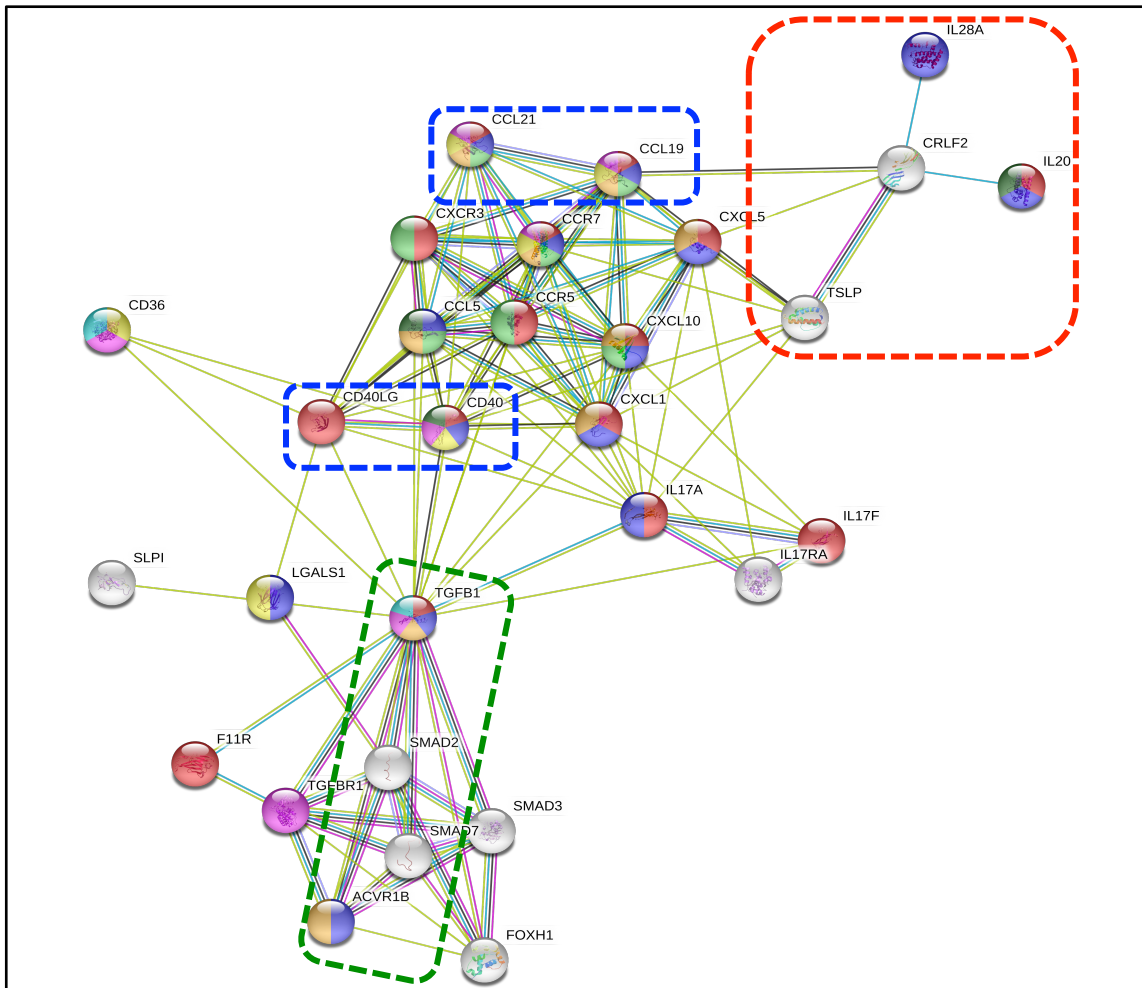 IL28A
CCL21
CRLF2
CCL19
IL20
CXCR3
CCR7
CXCL5
CCL5
CCR5
TSLP
CD36
CXCL10
CD40LG
CD40
CXCL1
IL17A
IL17F
IL17RA
SLPI
LGALS1
TGFB1
F11R
SMAD2
TGFBR1
SMAD3
SMAD7
ACVR1B
FOXH1